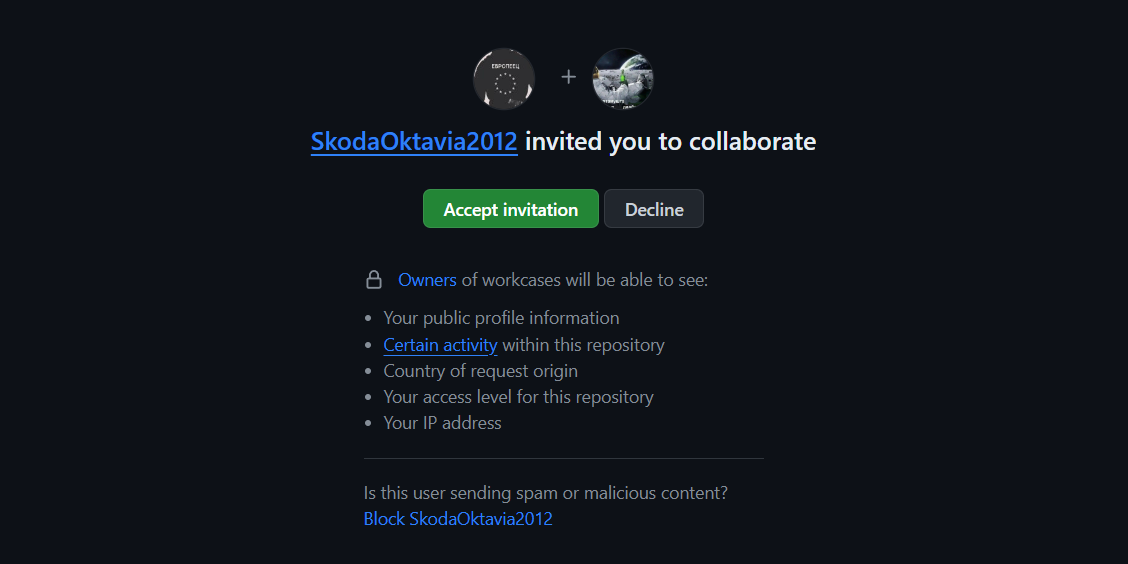 ЕВРОПЕЕЦ
SkodaOktavia2012 invited you to collaborate
Accept invitation
Decline
Owners of workcases will be able to see:
Your public profile information
Certain activity within this repository
Country of request origin
Your access level for this repository
Your IP address
Is this user sending spam or malicious content?
Block SkodaOktavia2012